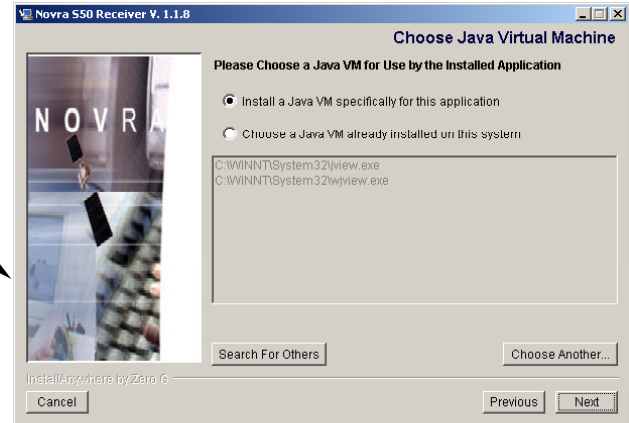 Novra S50 Receiver V. 1.1.8
Choose Java Virtual Machine
Please Choose a Java VM for Use by the Installed Application
Install a Java VM specifically for this application
Choose a Java VM already installed on this system
NOVRA
C:\WINNT\System32\jview.exe
C:\WINNT\System32\wjview.exe
Search For Others
Choose Another...
InstallAnywhere by Zero G
Cancel
Previous
Next